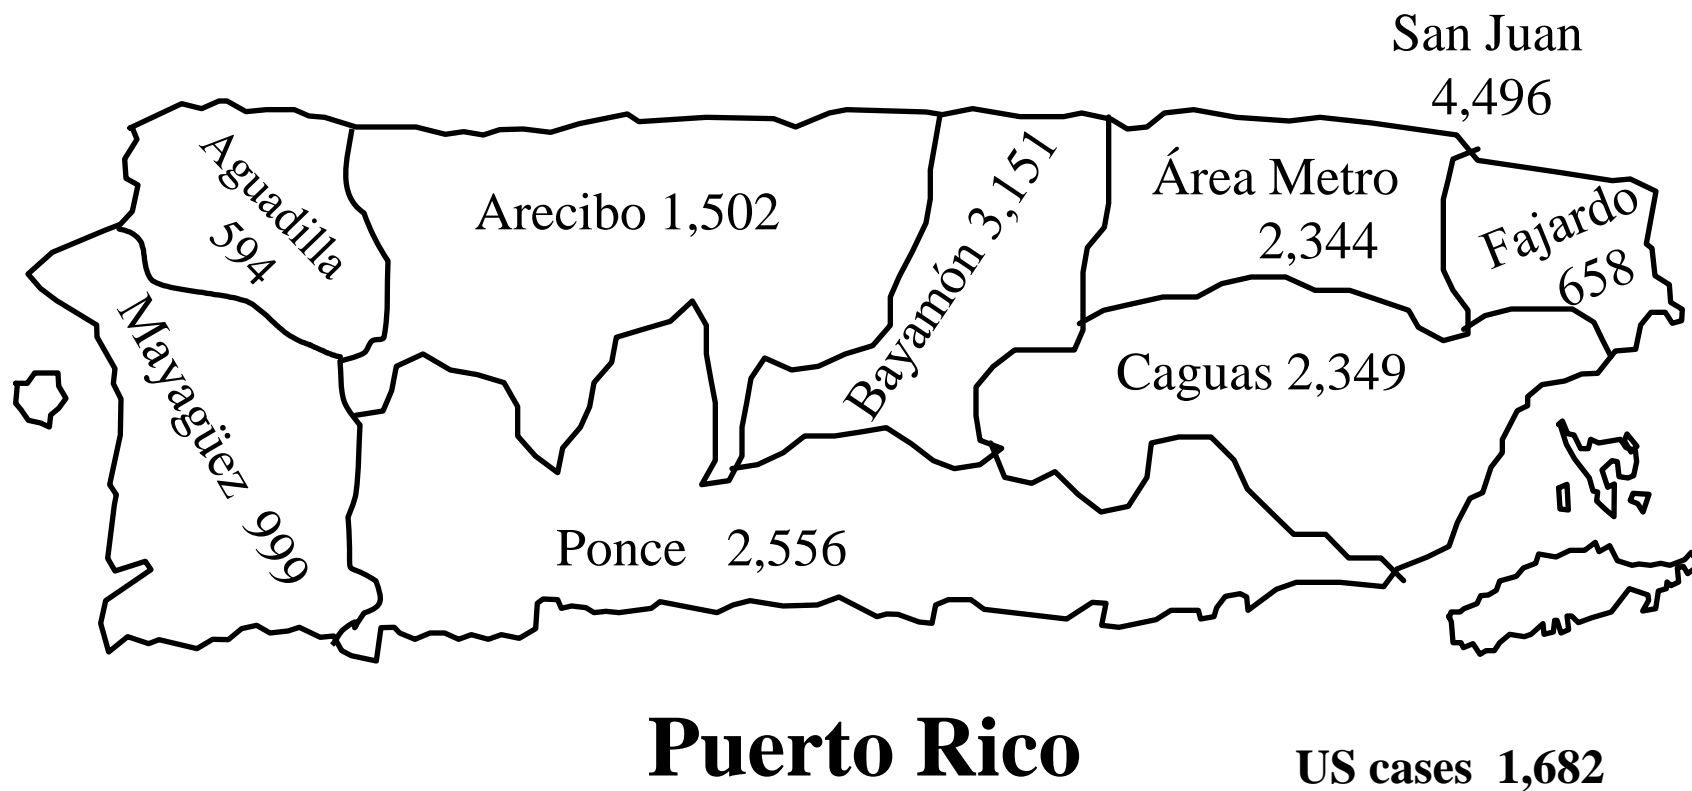 San Juan
4,496
Aguadilla
594
Arecibo 1,502
Bayamón 3,151
Área Metro
2,344
Fajardo
658
Mayagüez 999
Caguas 2,349
Ponce 2,556
Puerto Rico
US cases 1,682